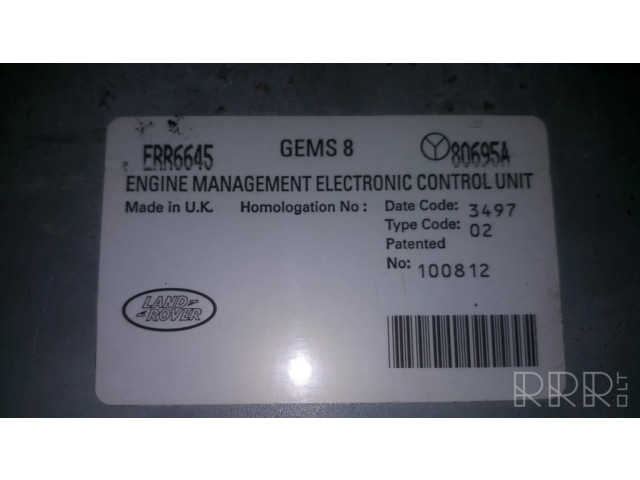 ERR6645 GEMS 8 80695A
ENGINE MANAGEMENT ELECTRONIC CONTROL UNIT
Made in U.K. Homologation No : Date Code: 3497
Type Code: 02
Patented
No: 100812
LAND
ROVER
RRR.LT